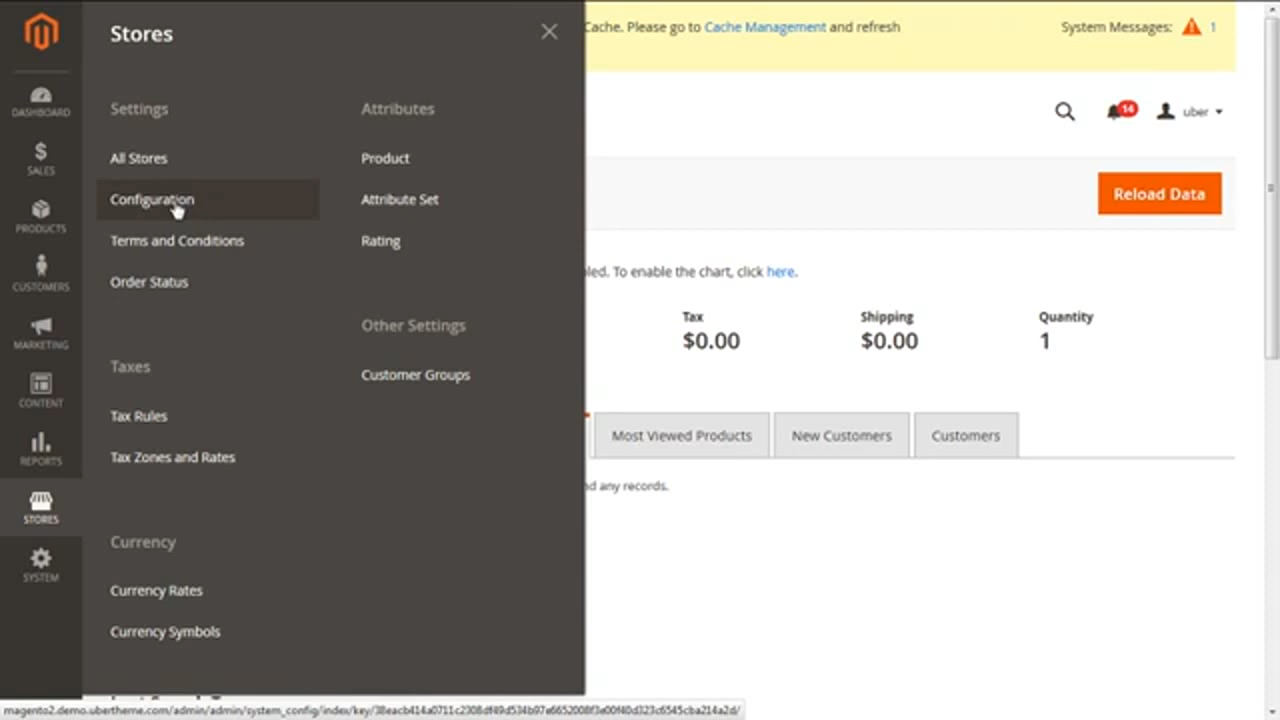 Stores
Settings
All Stores
Configuration
Terms and Conditions
Order Status
Taxes
Tax Rules
Tax Zones and Rates
Currency
Currency Rates
Currency Symbols
Attributes
Product
Attribute Set
Rating
Other Settings
Customer Groups
DASHBOARD
SALES
PRODUCTS
CUSTOMERS
MARKETING
CONTENT
REPORTS
STORES
SYSTEM
Cache. Please go to Cache Management and refresh
System Messages: 1
14
uber
Reload Data
To enable the chart, click here.
Tax
$0.00
Shipping
$0.00
Quantity
1
Most Viewed Products
New Customers
Customers
any records.